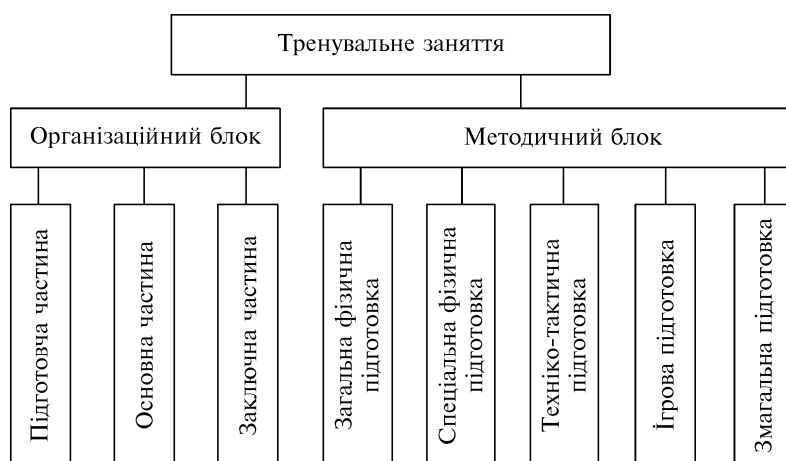 Тренувальне заняття
Організаційний блок
Методичний блок
Підготовча частина
Основна частина
Заключна частина
Загальна фізична
підготовка
Спеціальна фізична
підготовка
Техніко-тактична
підготовка
Ігрова підготовка
Змагальна підготовка